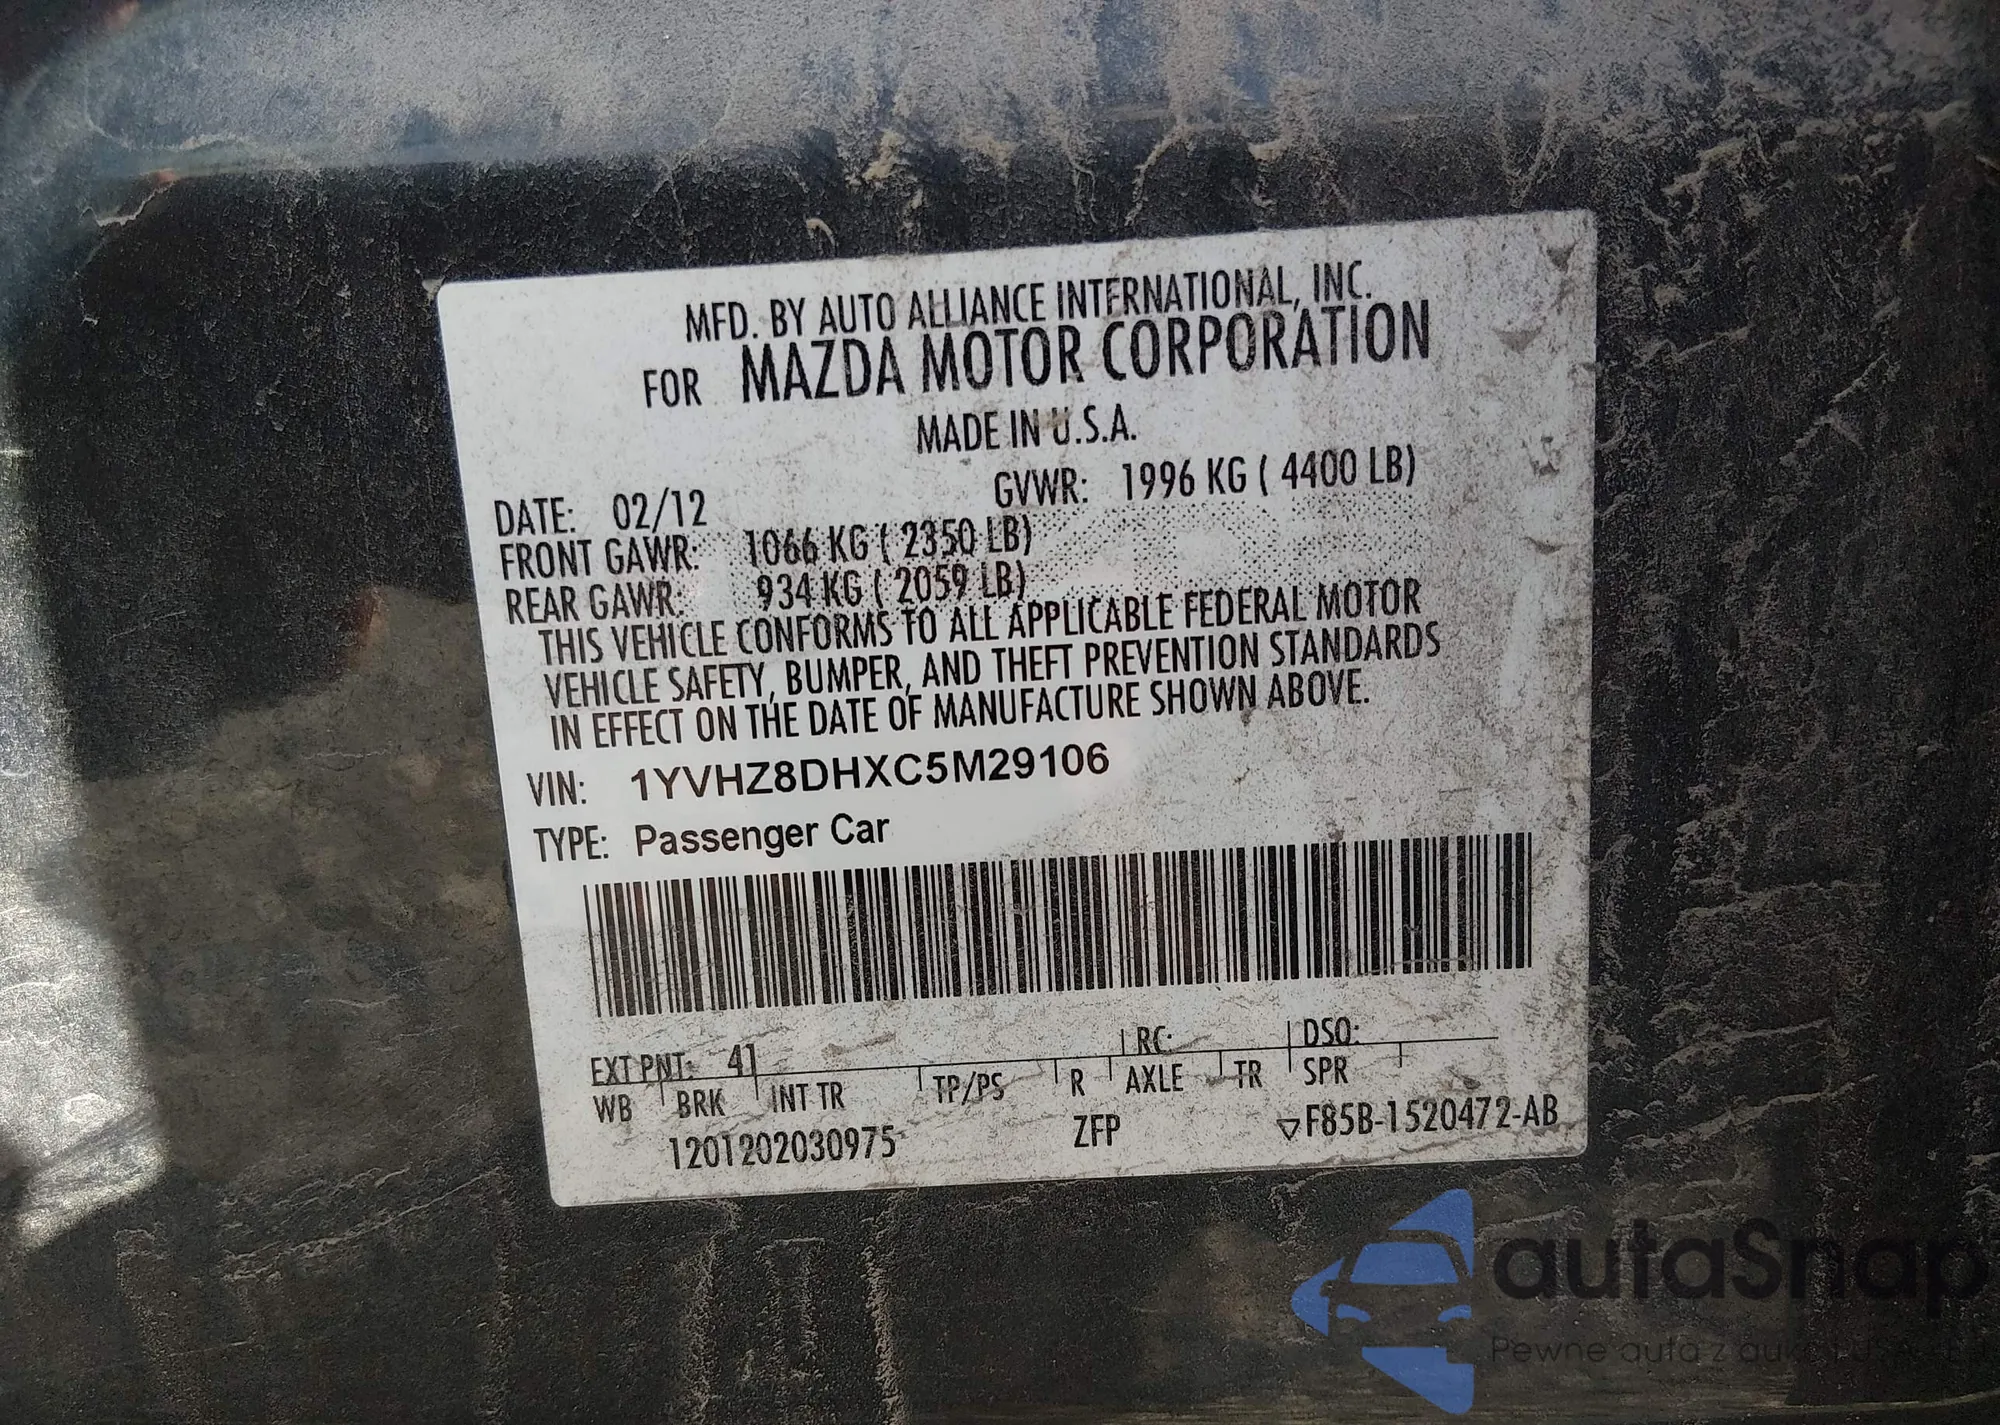 MFD. BY AUTO ALLIANCE INTERNATIONAL, INC.
FOR MAZDA MOTOR CORPORATION
MADE IN U.S.A.
DATE: 02/12 GVWR: 1996 KG ( 4400 LB)
FRONT GAWR: 1066 KG ( 2350 LB)
REAR GAWR: 934 KG ( 2059 LB)
THIS VEHICLE CONFORMS TO ALL APPLICABLE FEDERAL MOTOR
VEHICLE SAFETY, BUMPER, AND THEFT PREVENTION STANDARDS
IN EFFECT ON THE DATE OF MANUFACTURE SHOWN ABOVE.
VIN: 1YVHZ8DHXC5M29106
TYPE: Passenger Car
EXT PNT: 41 RC: DSO:
WB BRK INT TR TP/PS R AXLE TR SPR
1201202030975 ZFP ▽F85B-1520472-AB
autaSnap
Pewne auta z